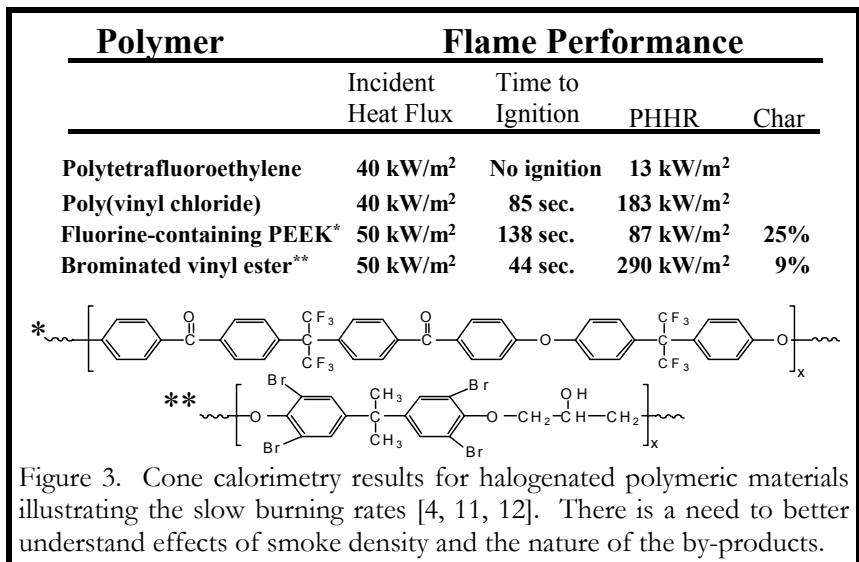 Polymer Flame Performance
Incident Time to
Heat Flux Ignition PHHR Char
Polytetrafluoroethylene 40 kW/m² No ignition 13 kW/m²
Poly(vinyl chloride) 40 kW/m² 85 sec. 183 kW/m²
Fluorine-containing PEEK* 50 kW/m² 138 sec. 87 kW/m² 25%
Brominated vinyl ester** 50 kW/m² 44 sec. 290 kW/m² 9%
O CF3 O CF3
* C C C O C O
CF3 CF3 x
Br CH3 Br OH
** O C O CH2 CH CH2
Br CH3 Br x
Figure 3. Cone calorimetry results for halogenated polymeric materials
illustrating the slow burning rates [4, 11, 12]. There is a need to better
understand effects of smoke density and the nature of the by-products.